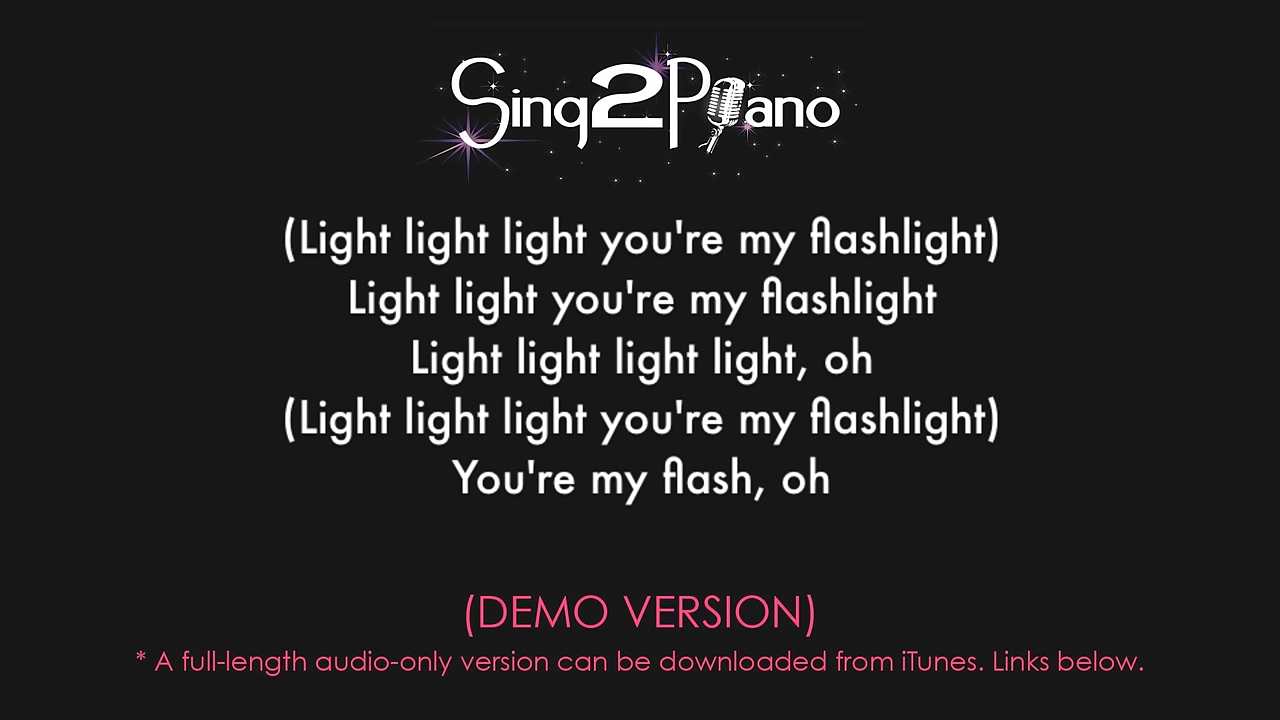 Sing2Piano
(Light light light you're my flashlight)
Light light you're my flashlight
Light light light light, oh
(Light light light you're my flashlight)
You're my flash, oh
(DEMO VERSION)
* A full-length audio-only version can be downloaded from iTunes. Links below.